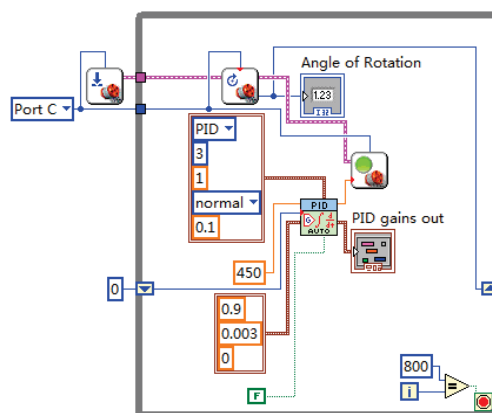 Angle of Rotation
1.23
I32
Port C
PID
3
1
normal
0.1
PID
AUTO
PID gains out
450
0
0.9
0.003
0
F
800
i
=